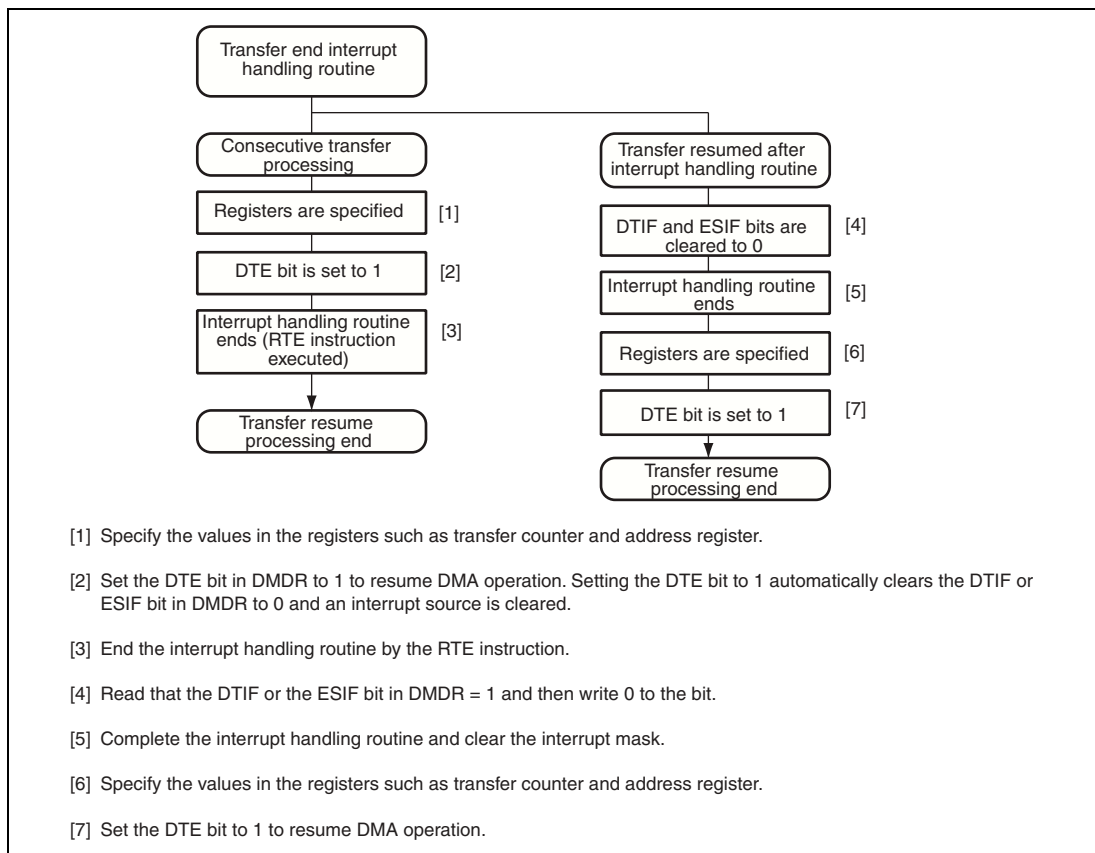 Transfer end interrupt
handling routine
Consecutive transfer
processing
Registers are specified
[1]
DTE bit is set to 1
[2]
Interrupt handling routine
ends (RTE instruction
executed)
[3]
Transfer resume
processing end
Transfer resumed after
interrupt handling routine
DTIF and ESIF bits are
cleared to 0
[4]
Interrupt handling routine
ends
[5]
Registers are specified
[6]
DTE bit is set to 1
[7]
Transfer resume
processing end
[1] Specify the values in the registers such as transfer counter and address register.
[2] Set the DTE bit in DMDR to 1 to resume DMA operation. Setting the DTE bit to 1 automatically clears the DTIF or
ESIF bit in DMDR to 0 and an interrupt source is cleared.
[3] End the interrupt handling routine by the RTE instruction.
[4] Read that the DTIF or the ESIF bit in DMDR = 1 and then write 0 to the bit.
[5] Complete the interrupt handling routine and clear the interrupt mask.
[6] Specify the values in the registers such as transfer counter and address register.
[7] Set the DTE bit to 1 to resume DMA operation.